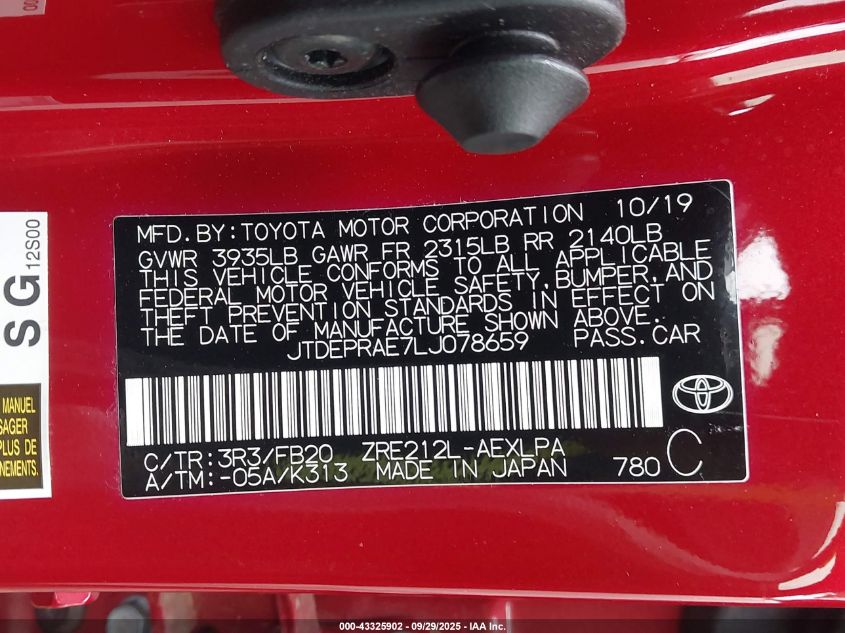 MFD.BY:TOYOTA MOTOR CORPORATION 10/19
GVWR 3935LB GAWR FR 2315LB RR 2140LB
THIS VEHICLE CONFORMS TO ALL APPLICABLE
FEDERAL MOTOR VEHICLE SAFETY,BUMPER,AND
THEFT PREVENTION STANDARDS IN EFFECT ON
THE DATE OF MANUFACTURE SHOWN ABOVE.
JTDEPRAE7LJ078659 PASS.CAR
C/TR:3R3/FB20 ZRE212L-AEXLPA
A/TM:-05A/K313 MADE IN JAPAN 780 C
SG
12S00
MANUEL
SAGER
PLUS DE
000-43325902 - 09/29/2025 - IAA Inc.